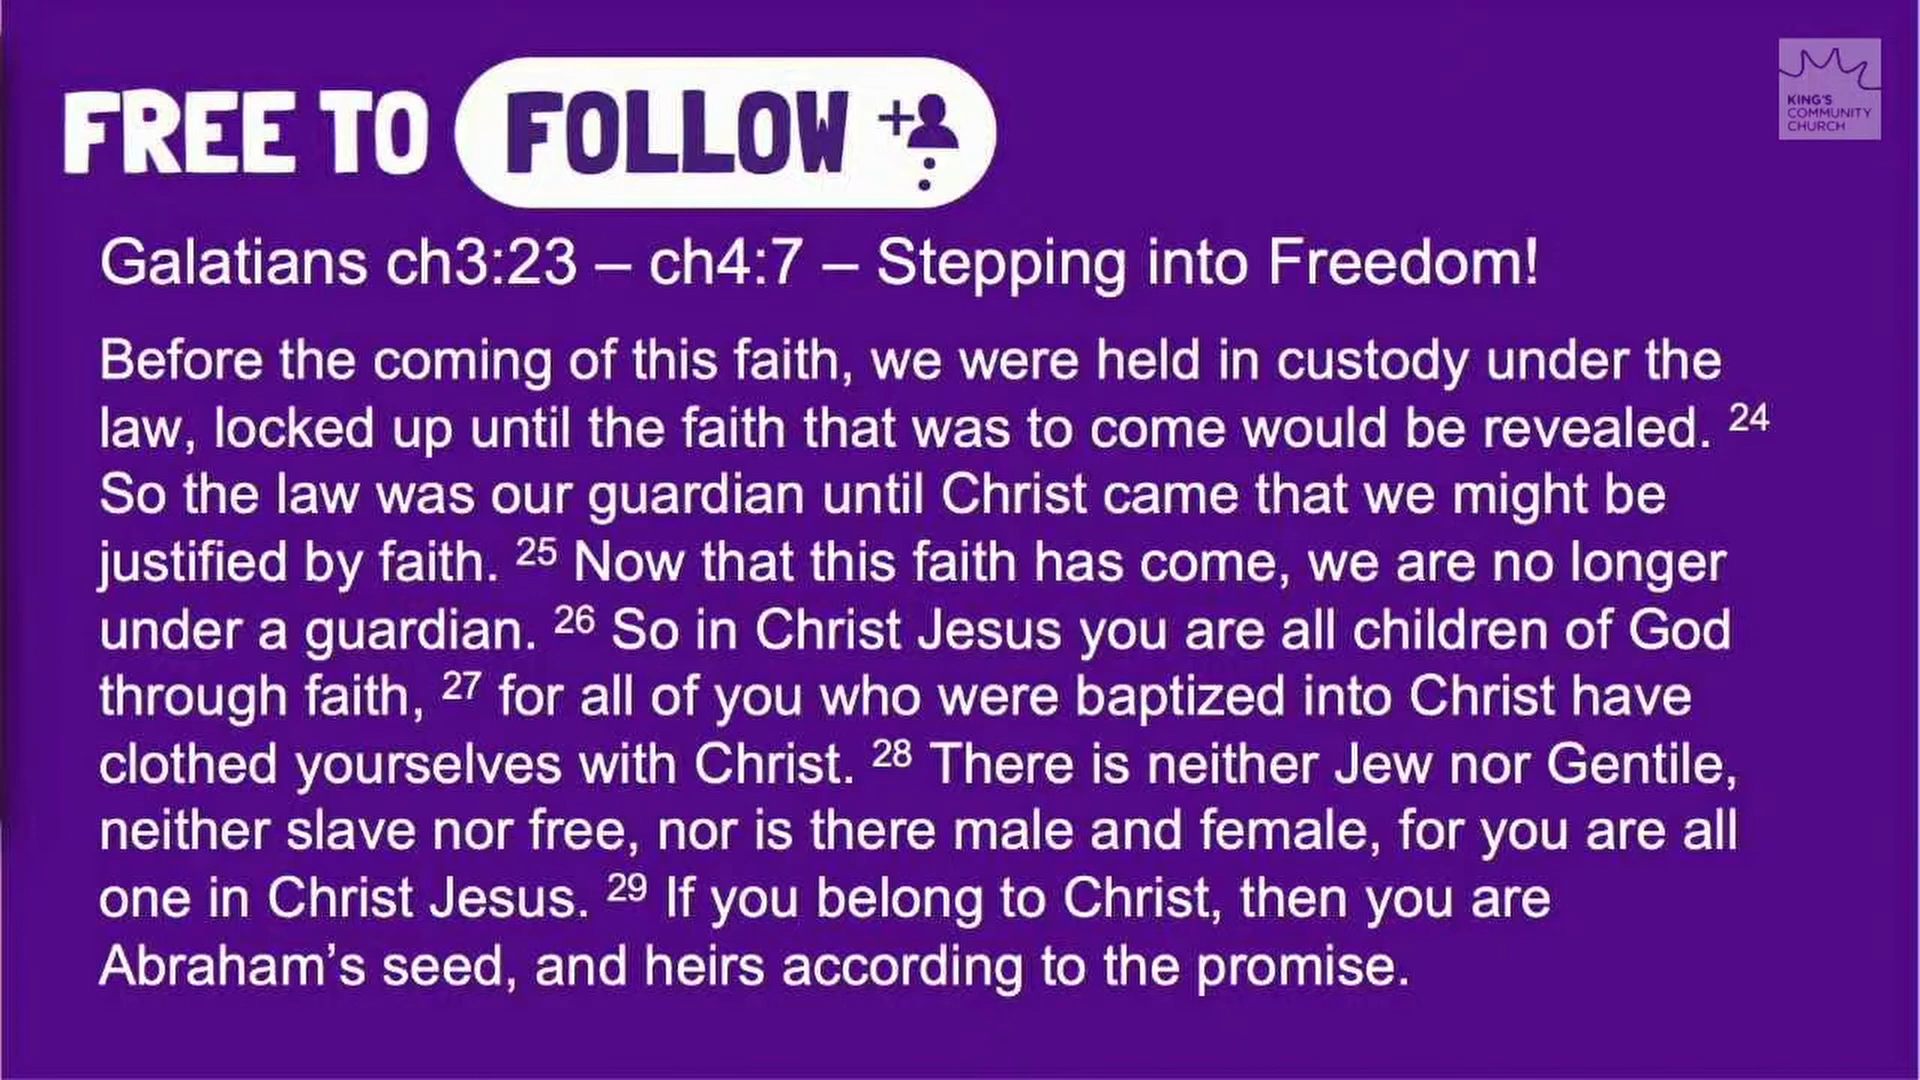 FREE TO FOLLOW
KING'S
COMMUNITY
CHURCH
Galatians ch3:23 – ch4:7 – Stepping into Freedom!
Before the coming of this faith, we were held in custody under the
law, locked up until the faith that was to come would be revealed. 24
So the law was our guardian until Christ came that we might be
justified by faith. 25 Now that this faith has come, we are no longer
under a guardian. 26 So in Christ Jesus you are all children of God
through faith, 27 for all of you who were baptized into Christ have
clothed yourselves with Christ. 28 There is neither Jew nor Gentile,
neither slave nor free, nor is there male and female, for you are all
one in Christ Jesus. 29 If you belong to Christ, then you are
Abraham’s seed, and heirs according to the promise.